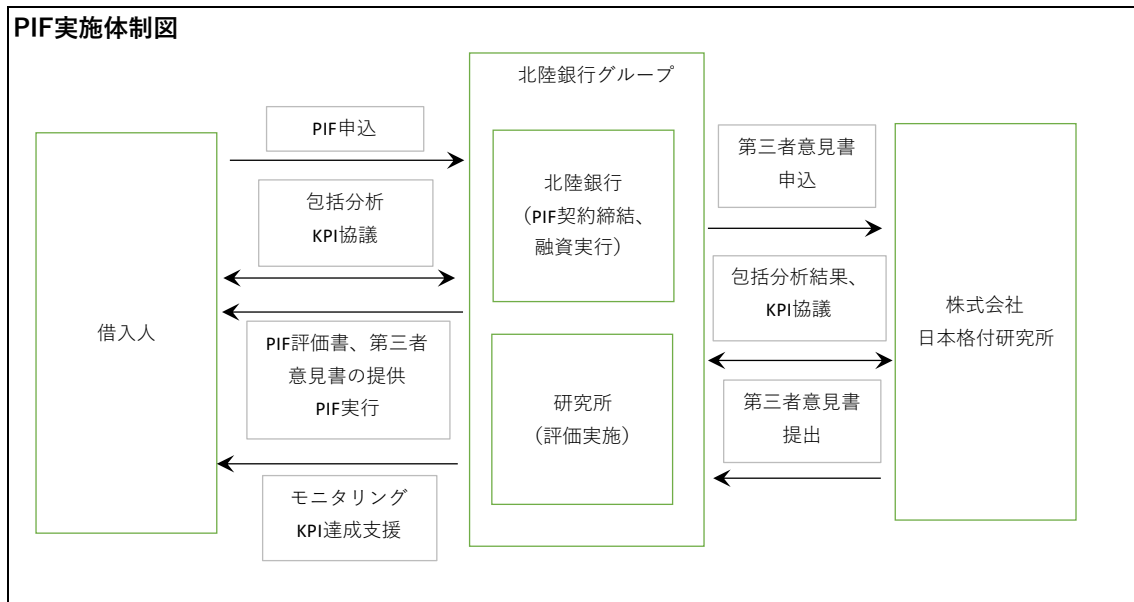 PIF実施体制図
北陸銀行グループ
PIF申込
包括分析
KPI協議
借入人
PIF評価書、第三者
意見書の提供
PIF実行
モニタリング
KPI達成支援
北陸銀行
（PIF契約締結、
融資実行）
研究所
（評価実施）
第三者意見書
申込
包括分析結果、
KPI協議
第三者意見書
提出
株式会社
日本格付研究所